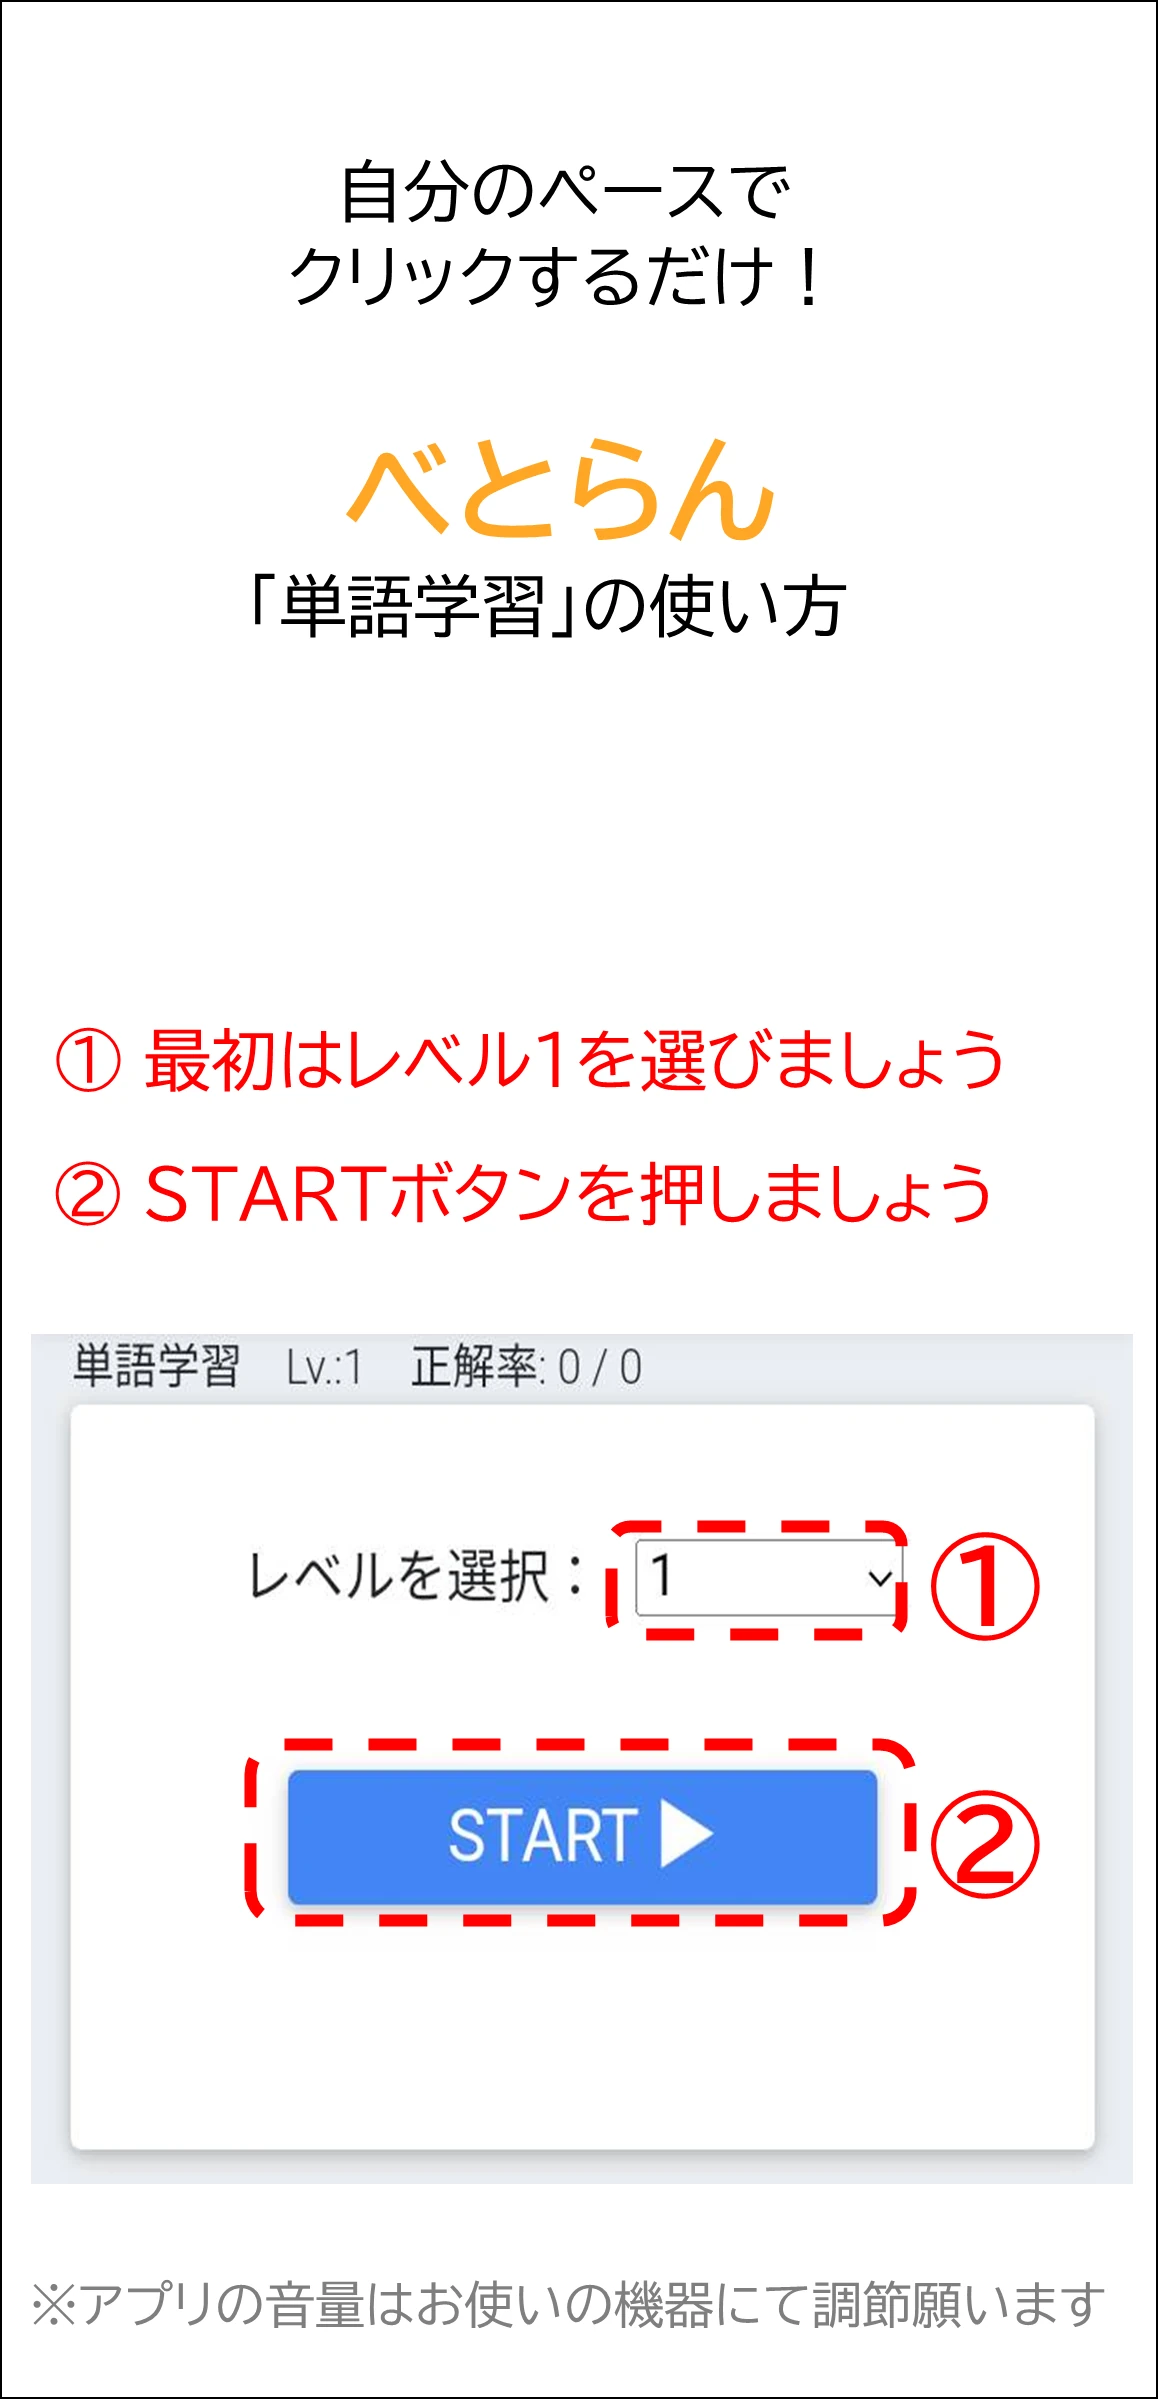 自分のペースで
クリックするだけ！
べとらん
「単語学習」の使い方
① 最初はレベル1を選びましょう
② STARTボタンを押しましょう
単語学習 Lv.:1 正解率: 0 / 0
レベルを選択： 1 ①
START ▶ ②
※アプリの音量はお使いの機器にて調節願います